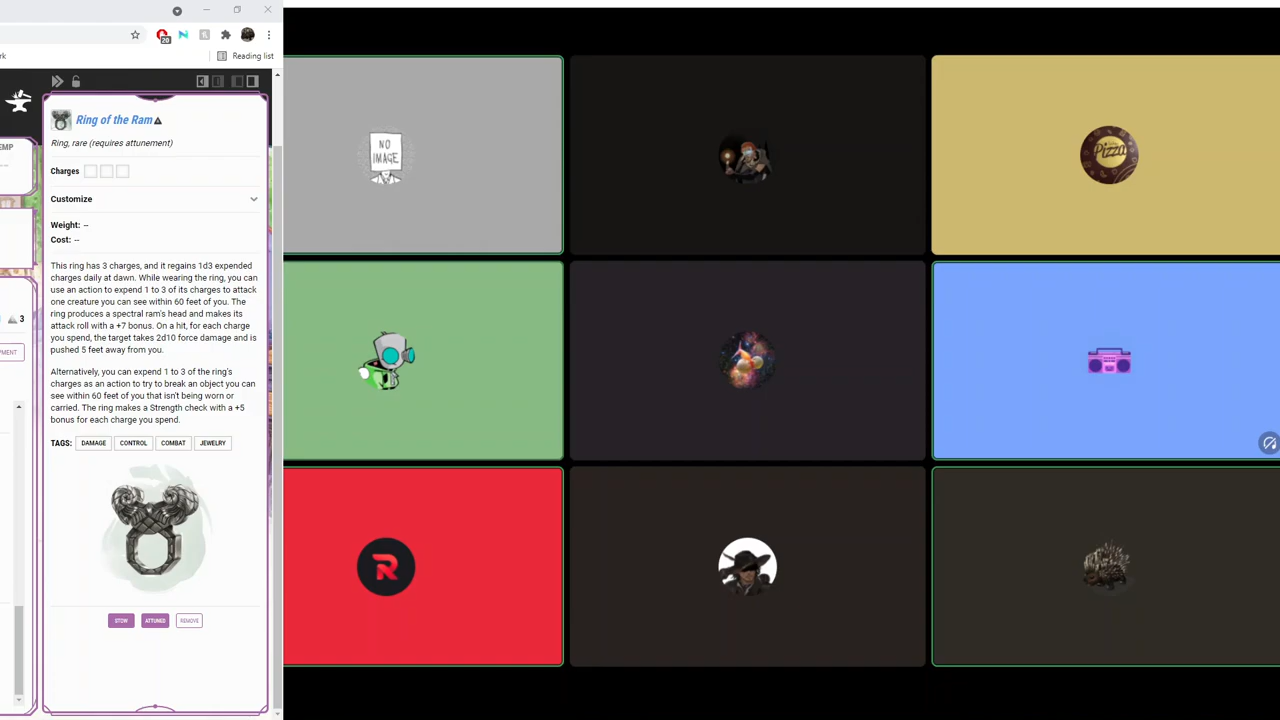 20
rk
Reading list
EMP
3
PMENT
Ring of the Ram
Ring, rare (requires attunement)
Charges
Customize
Weight: --
Cost: --
This ring has 3 charges, and it regains 1d3 expended
charges daily at dawn. While wearing the ring, you can
use an action to expend 1 to 3 of its charges to attack
one creature you can see within 60 feet of you. The
ring produces a spectral ram's head and makes its
attack roll with a +7 bonus. On a hit, for each charge
you spend, the target takes 2d10 force damage and is
pushed 5 feet away from you.
Alternatively, you can expend 1 to 3 of the ring's
charges as an action to try to break an object you can
see within 60 feet of you that isn't being worn or
carried. The ring makes a Strength check with a +5
bonus for each charge you spend.
TAGS: DAMAGE CONTROL COMBAT JEWELRY
STOW ATTUNED REMOVE
NO
IMAGE
Pizza
R